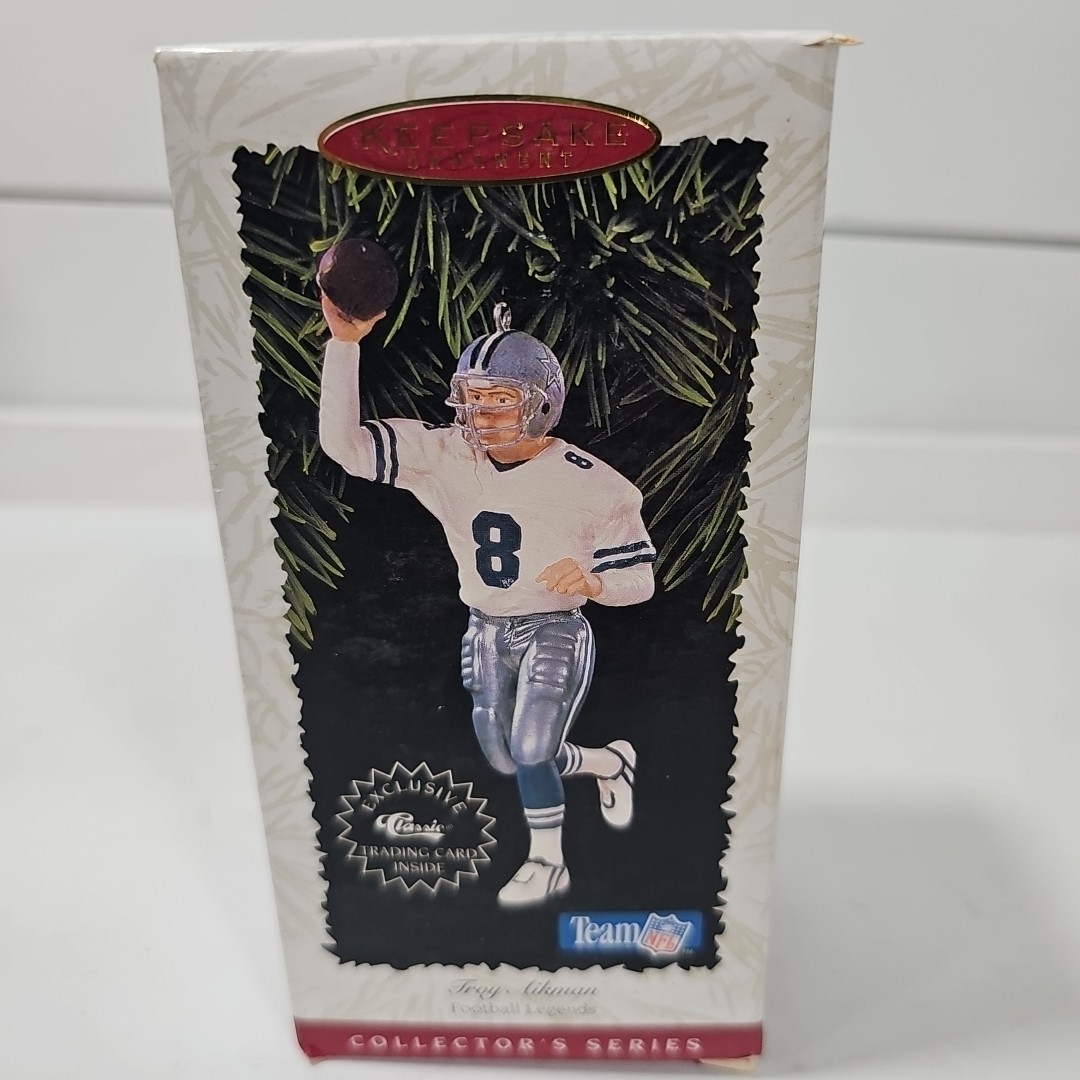 KEEPSAKE
ORNAMENT
8
8
EXCLUSIVE
Classic
TRADING CARD
INSIDE
Team NFL
Troy Aikman
Football Legends
COLLECTOR'S SERIES